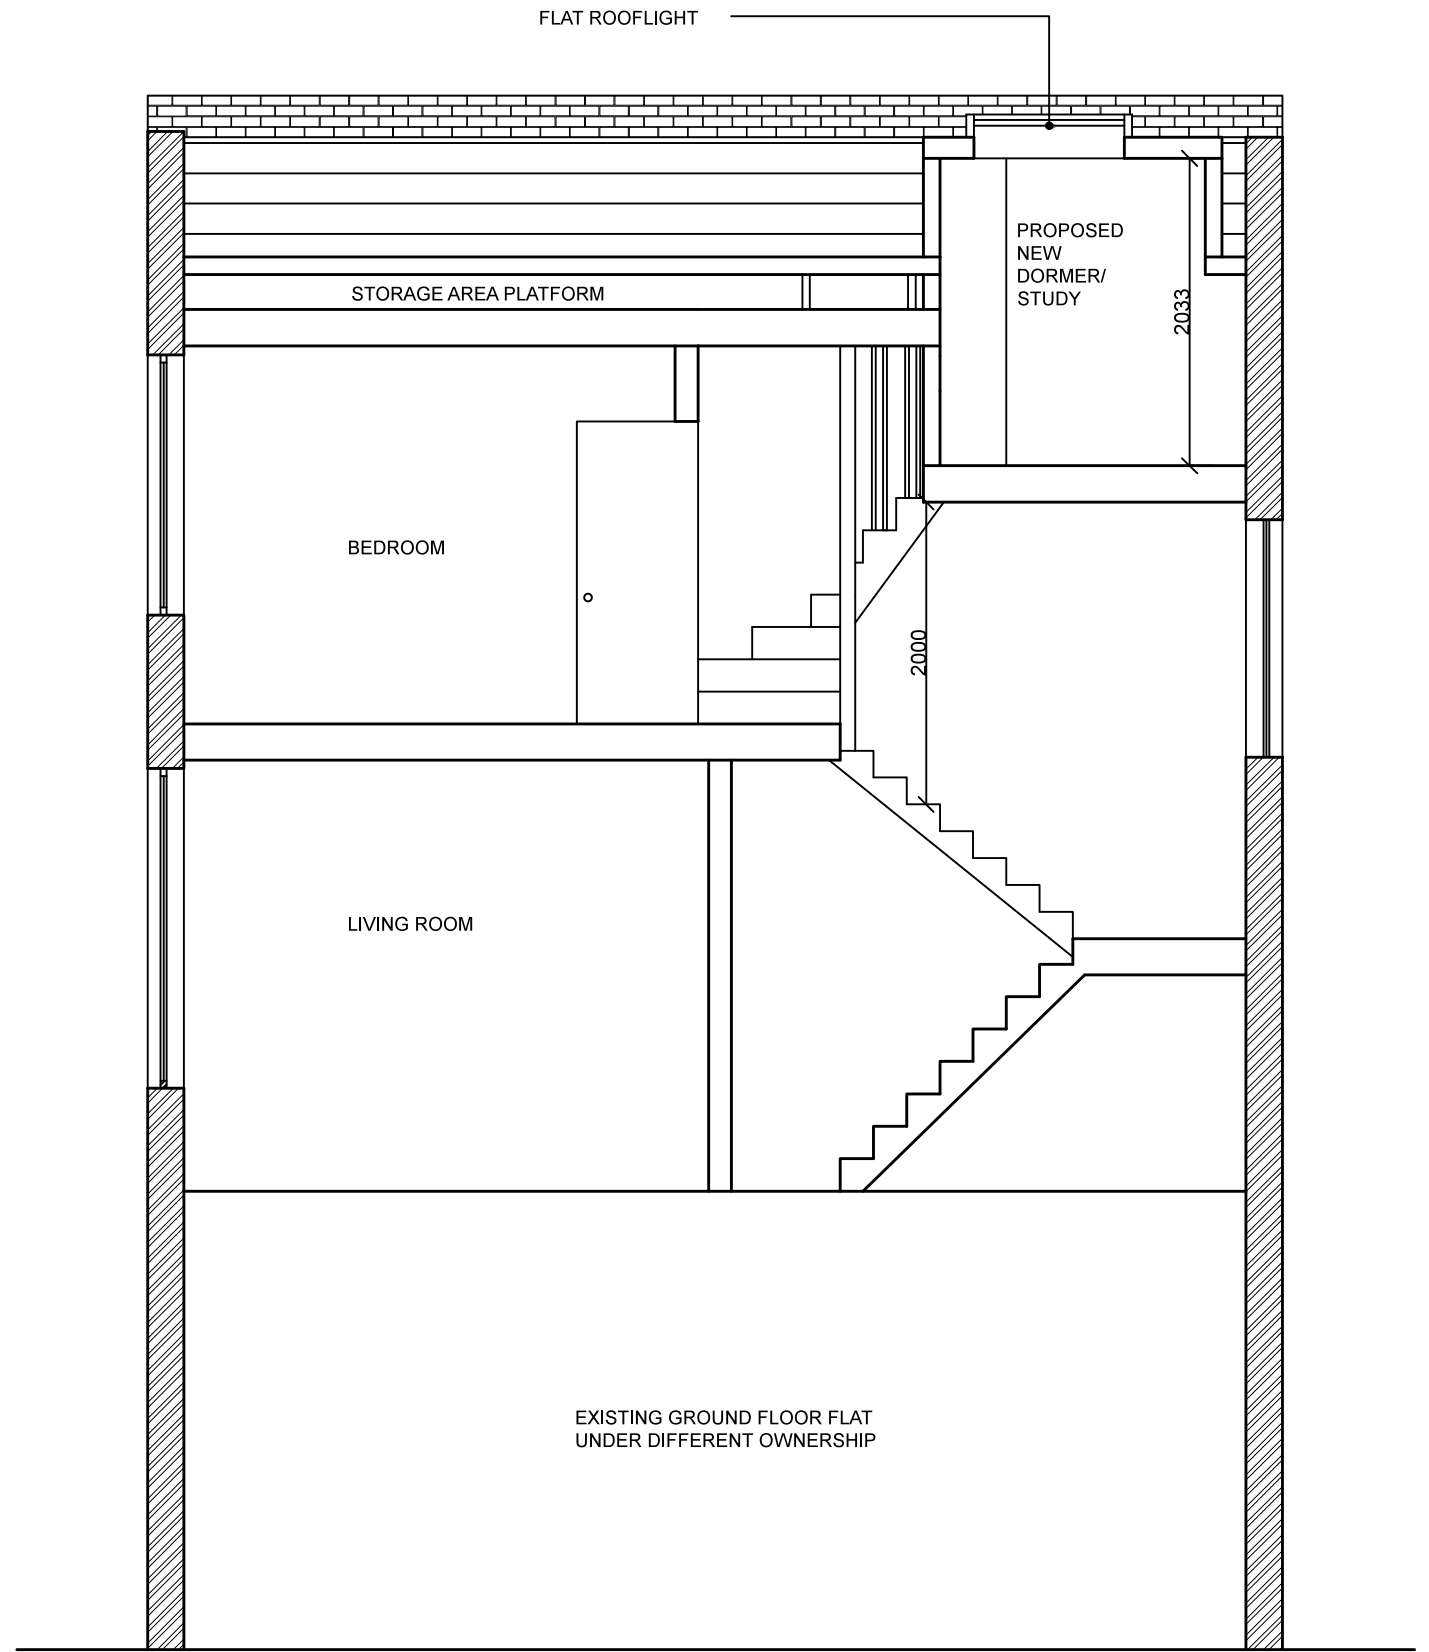 FLAT ROOFLIGHT
PROPOSED
NEW
DORMER/
STUDY
2033
STORAGE AREA PLATFORM
BEDROOM
2000
LIVING ROOM
EXISTING GROUND FLOOR FLAT
UNDER DIFFERENT OWNERSHIP